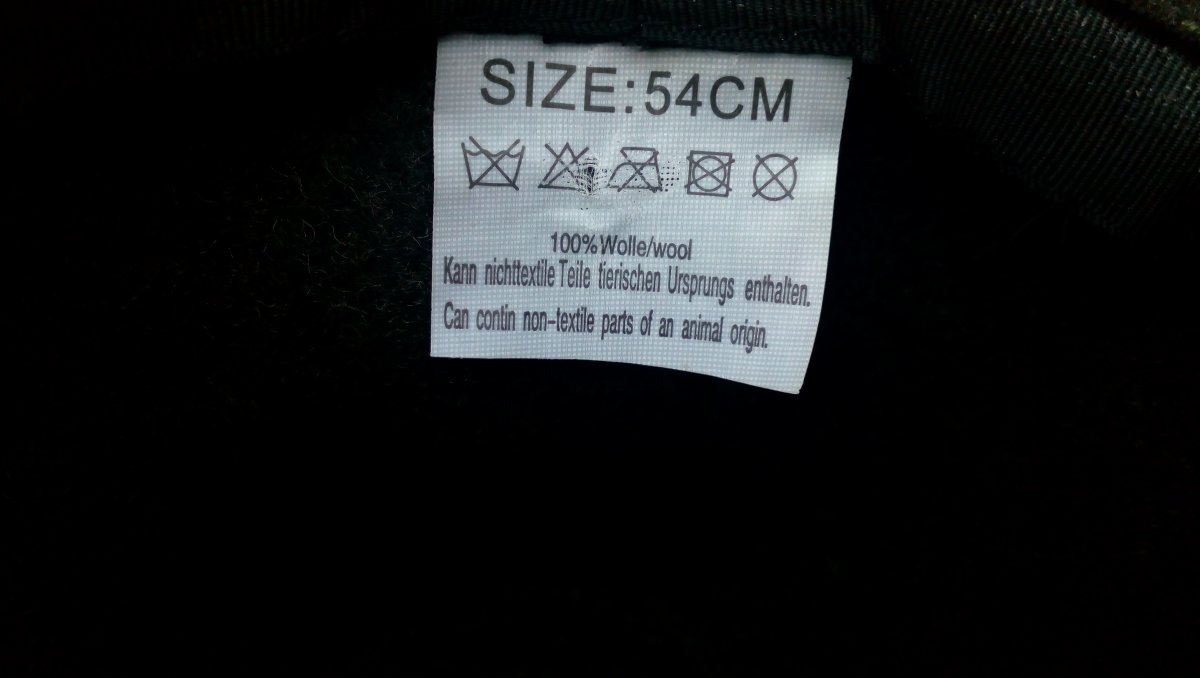 SIZE:54CM
100%Wolle/wool
Kann nichttextile Teile tierischen Ursprungs enthalten.
Can contin non-textile parts of an animal origin.